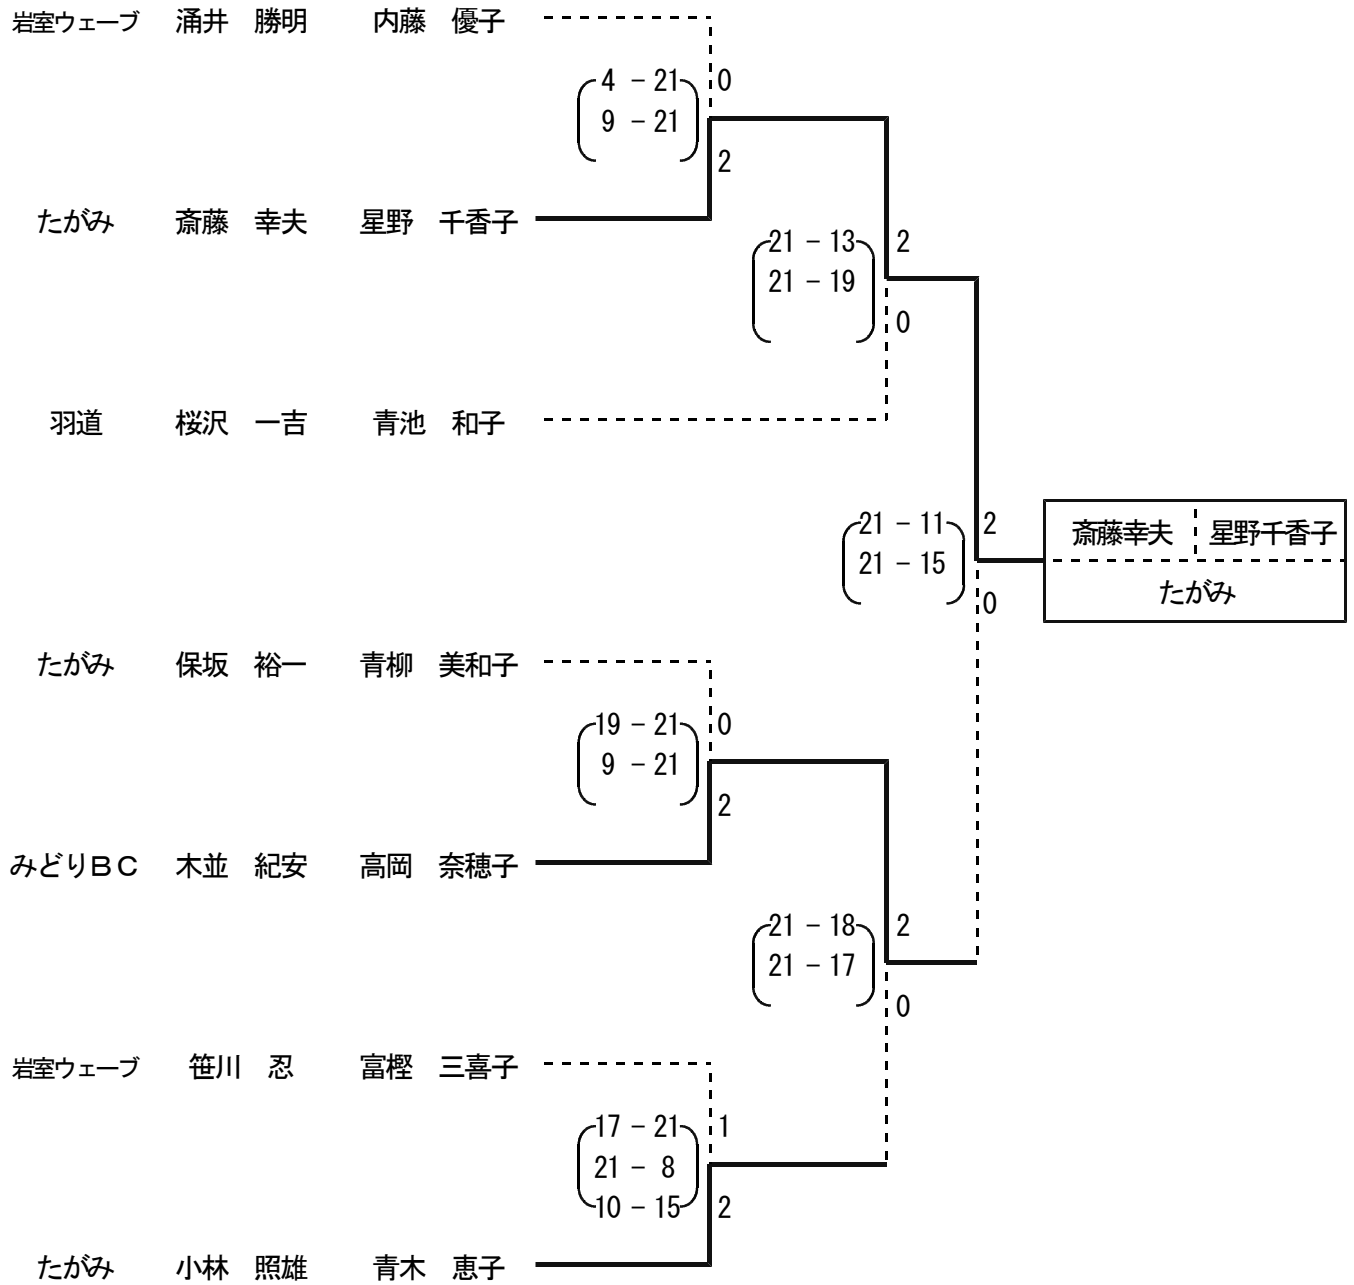 岩室ウェーブ 涌井 勝明 内藤 優子
4 − 21 0
9 − 21
2
たがみ 斎藤 幸夫 星野 千香子
21 − 13 2
21 − 19
0
羽道 桜沢 一吉 青池 和子
21 − 11 2
21 − 15
0
斎藤幸夫 星野千香子
たがみ
たがみ 保坂 裕一 青柳 美和子
19 − 21 0
9 − 21
2
みどりＢＣ 木並 紀安 高岡 奈穂子
21 − 18 2
21 − 17
0
岩室ウェーブ 笹川 忍 富樫 三喜子
17 − 21 1
21 − 8
10 − 15 2
たがみ 小林 照雄 青木 恵子